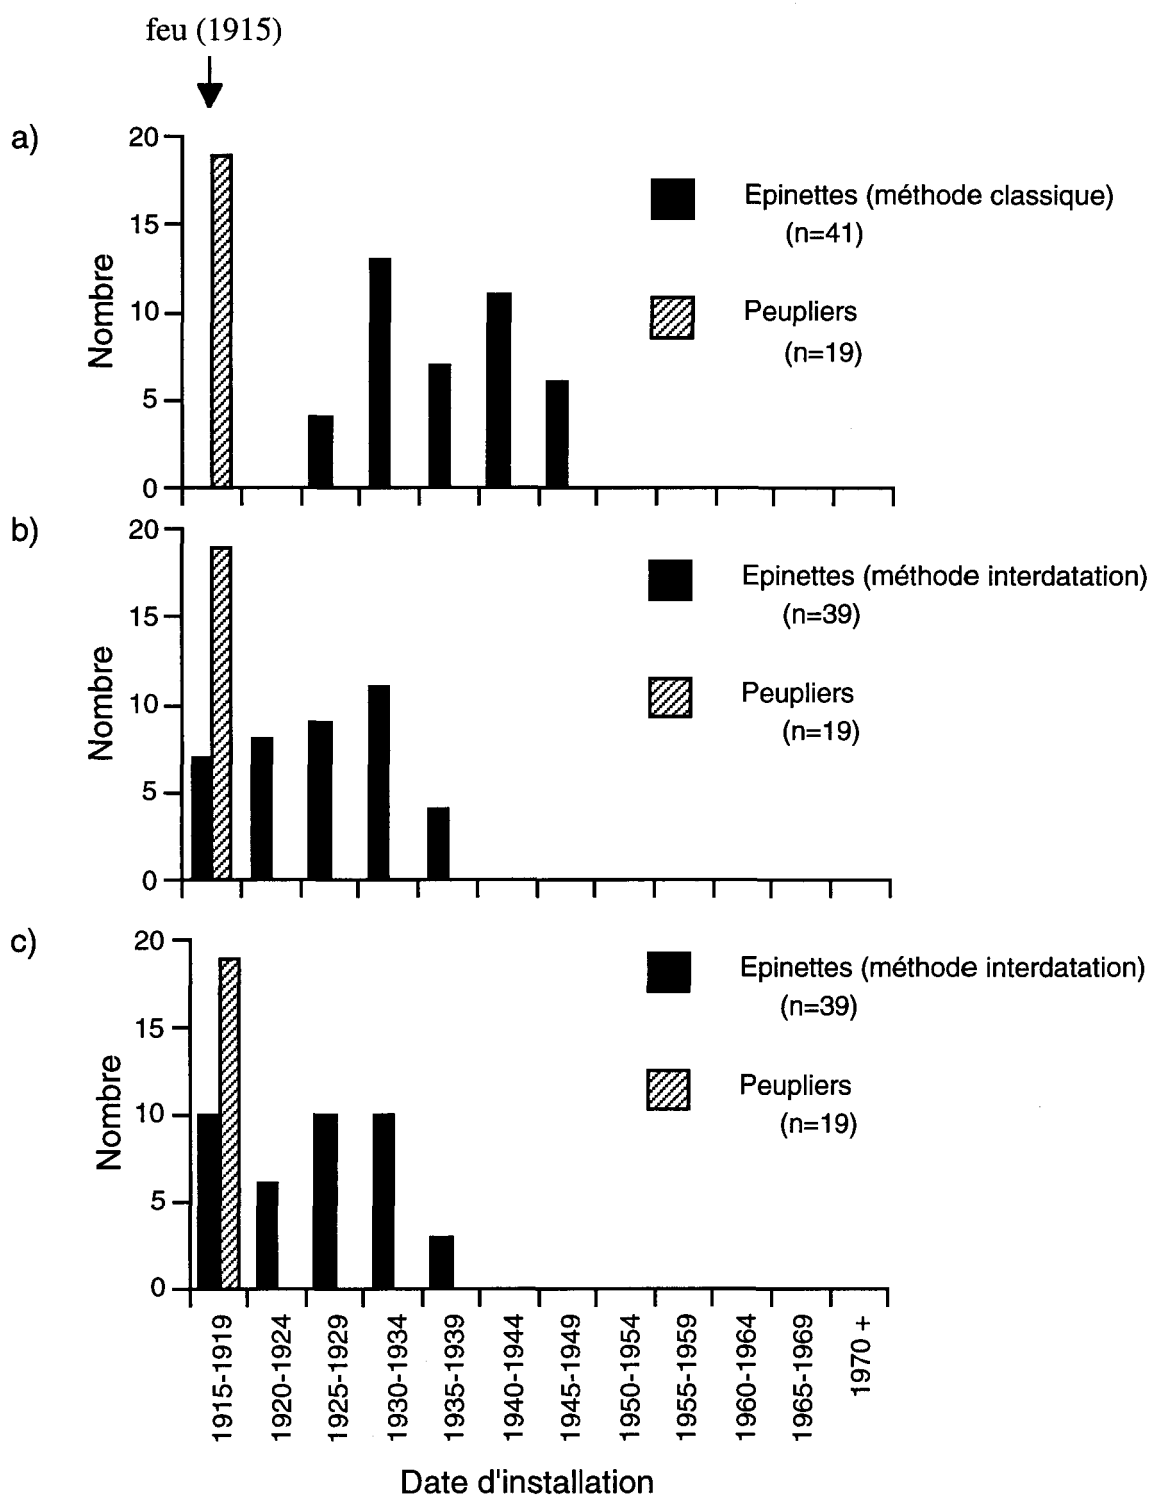 feu (1915)
a)
20
15
10
5
0
Nombre
Epinettes (méthode classique)
(n=41)
Peupliers
(n=19)
b)
20
15
10
5
0
Nombre
Epinettes (méthode interdatation)
(n=39)
Peupliers
(n=19)
c)
20
15
10
5
0
Nombre
Epinettes (méthode interdatation)
(n=39)
Peupliers
(n=19)
1915-1919
1920-1924
1925-1929
1930-1934
1935-1939
1940-1944
1945-1949
1950-1954
1955-1959
1960-1964
1965-1969
1970 +
Date d'installation